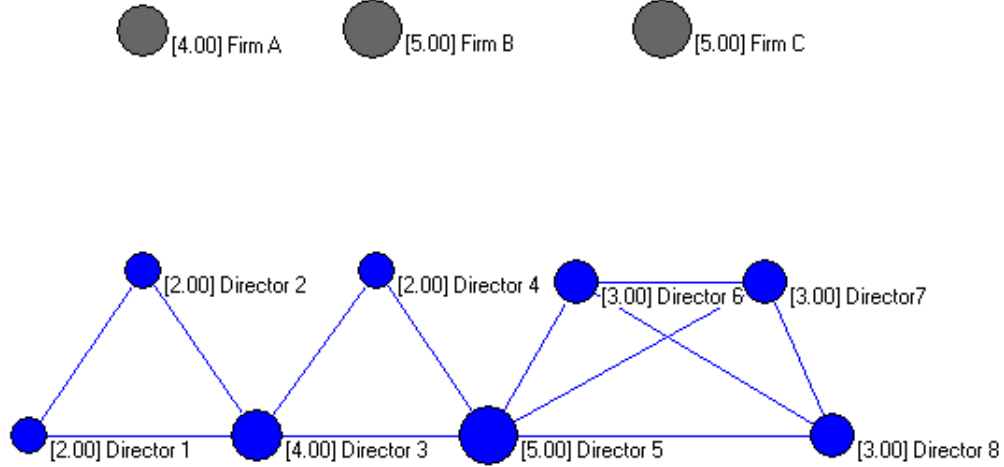 [4.00] Firm A
[5.00] Firm B
[5.00] Firm C
[2.00] Director 2
[2.00] Director 4
[3.00] Director 6
[3.00] Director7
[2.00] Director 1
[4.00] Director 3
[5.00] Director 5
[3.00] Director 8